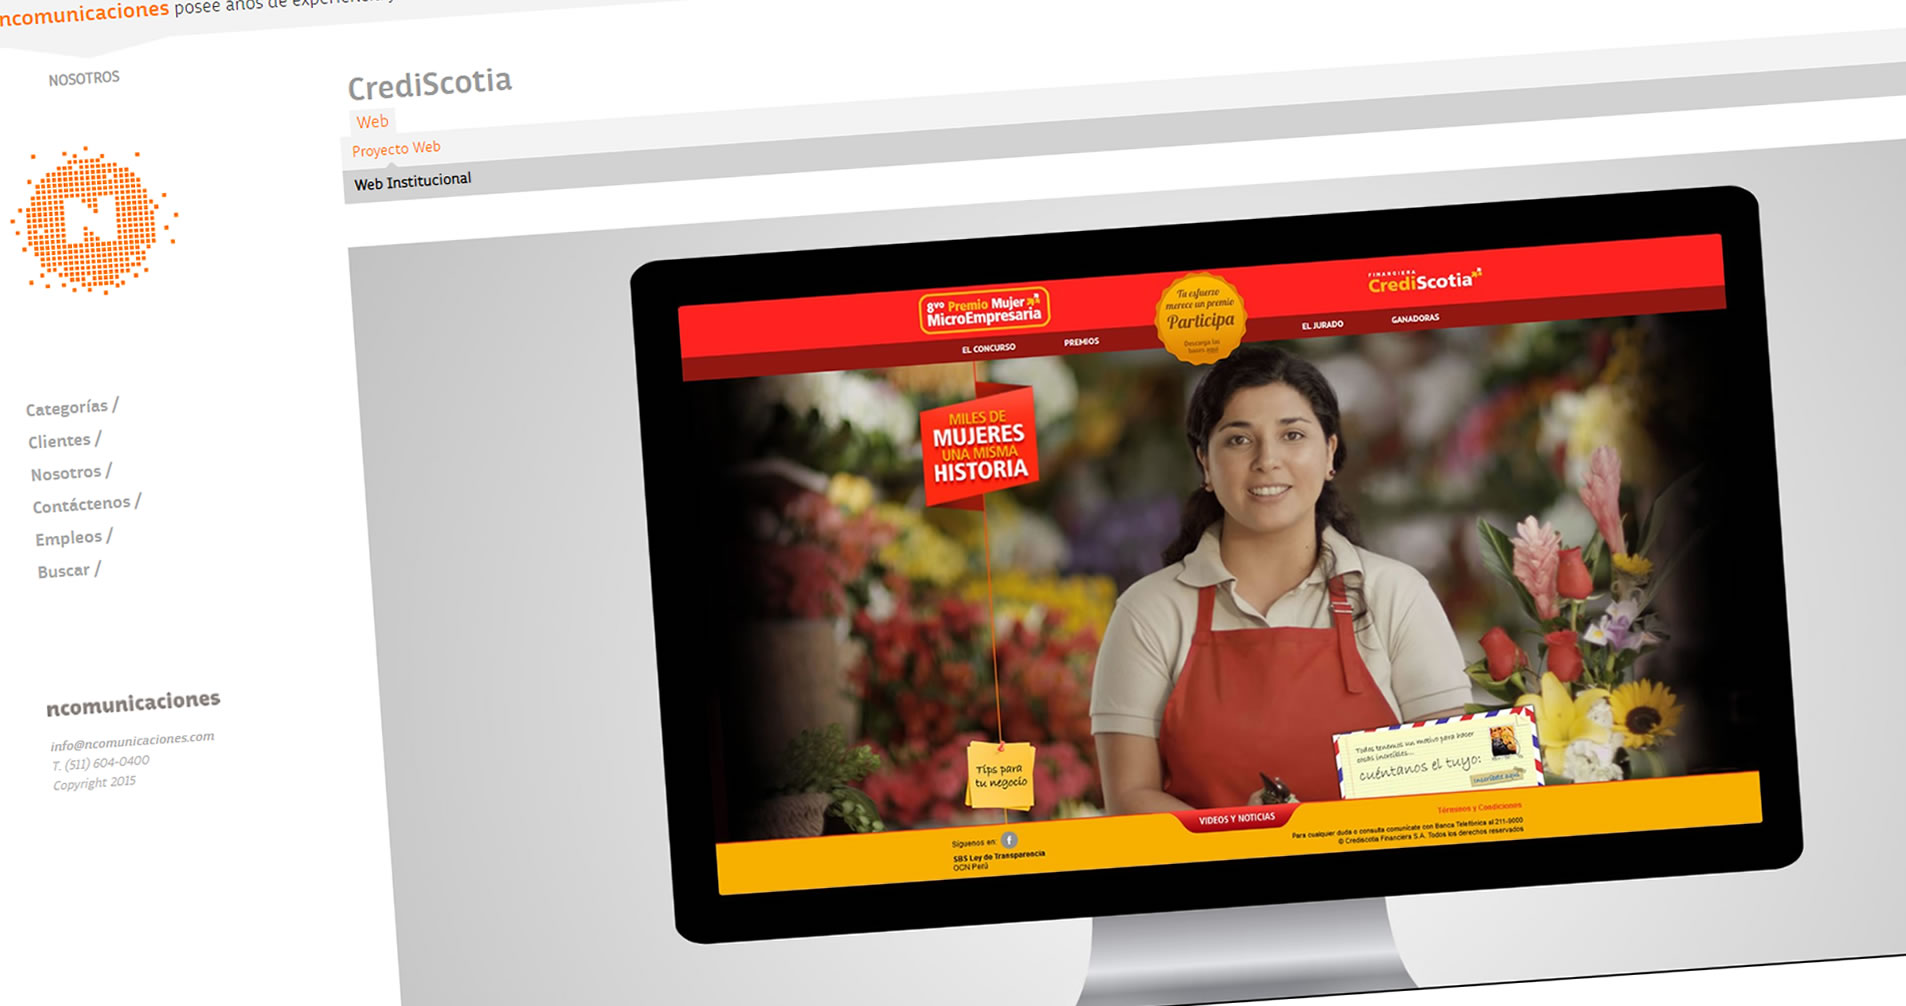 ncomunicaciones posee años de
NOSOTROS
N
Categorías /
Clientes /
Nosotros /
Contáctenos /
Empleos /
Buscar /
ncomunicaciones
info@ncomunicaciones.com
T. (511) 604-0400
Copyright 2015
CrediScotia
Web
Proyecto Web
Web Institucional
8vo Premio Mujer
MicroEmpresaria
Tu esfuerzo
merece un premio
Participa
Descarga las
bases aquí
FINANCIERA
CrediScotia
EL CONCURSO
PREMIOS
EL JURADO
GANADORAS
MILES DE
MUJERES
UNA MISMA
HISTORIA
Tips para
tu negocio
Todos tenemos un motivo para hacer
cosas increíbles...
cuéntanos el tuyo:
inscríbete aquí
VIDEOS Y NOTICIAS
Síguenos en: f
SBS Ley de Transparencia
OCN Perú
Términos y Condiciones
Para cualquier duda o consulta comunícate con Banca Telefónica al 211-9000
© Crediscotia Financiera S.A. Todos los derechos reservados